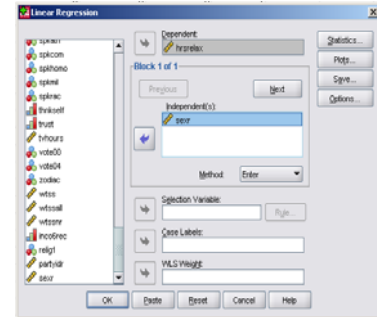 Linear Regression
spkath
spkcom
spkhomo
spkmil
spkrac
thnkself
trust
tvhours
vote00
vote04
zodiac
wtss
wtssall
wtssnr
inco6rec
relig1
partyidr
sexr
Dependent:
hrsrelax
Block 1 of 1
Previous
Next
Independent(s):
sexr
Method:
Enter
Selection Variable:
Rule...
Case Labels:
WLS Weight:
Statistics...
Plots...
Save...
Options...
OK
Paste
Reset
Cancel
Help